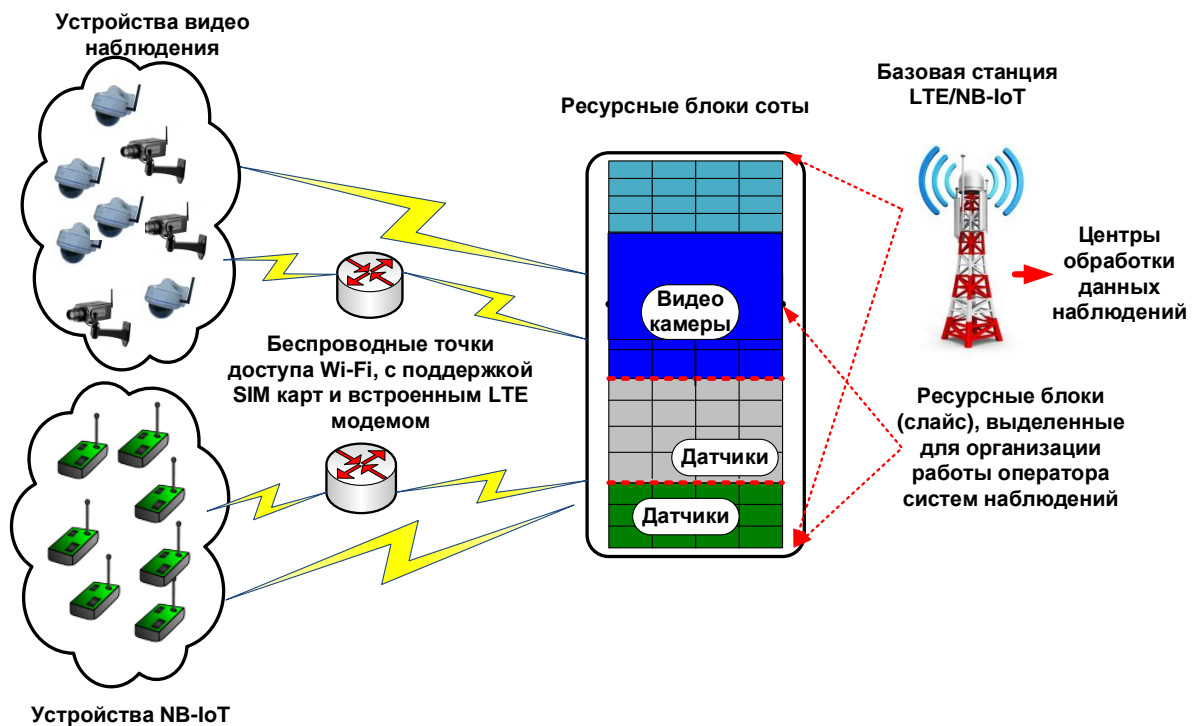 Устройства видео
наблюдения
Ресурсные блоки соты
Базовая станция
LTE/NB-IoT
Видео
камеры
Центры
обработки
данных
наблюдений
Беспроводные точки
доступа Wi-Fi, с поддержкой
SIM карт и встроенным LTE
модемом
Ресурсные блоки
(слайс), выделенные
для организации
работы оператора
систем наблюдений
Датчики
Датчики
Устройства NB-IoT